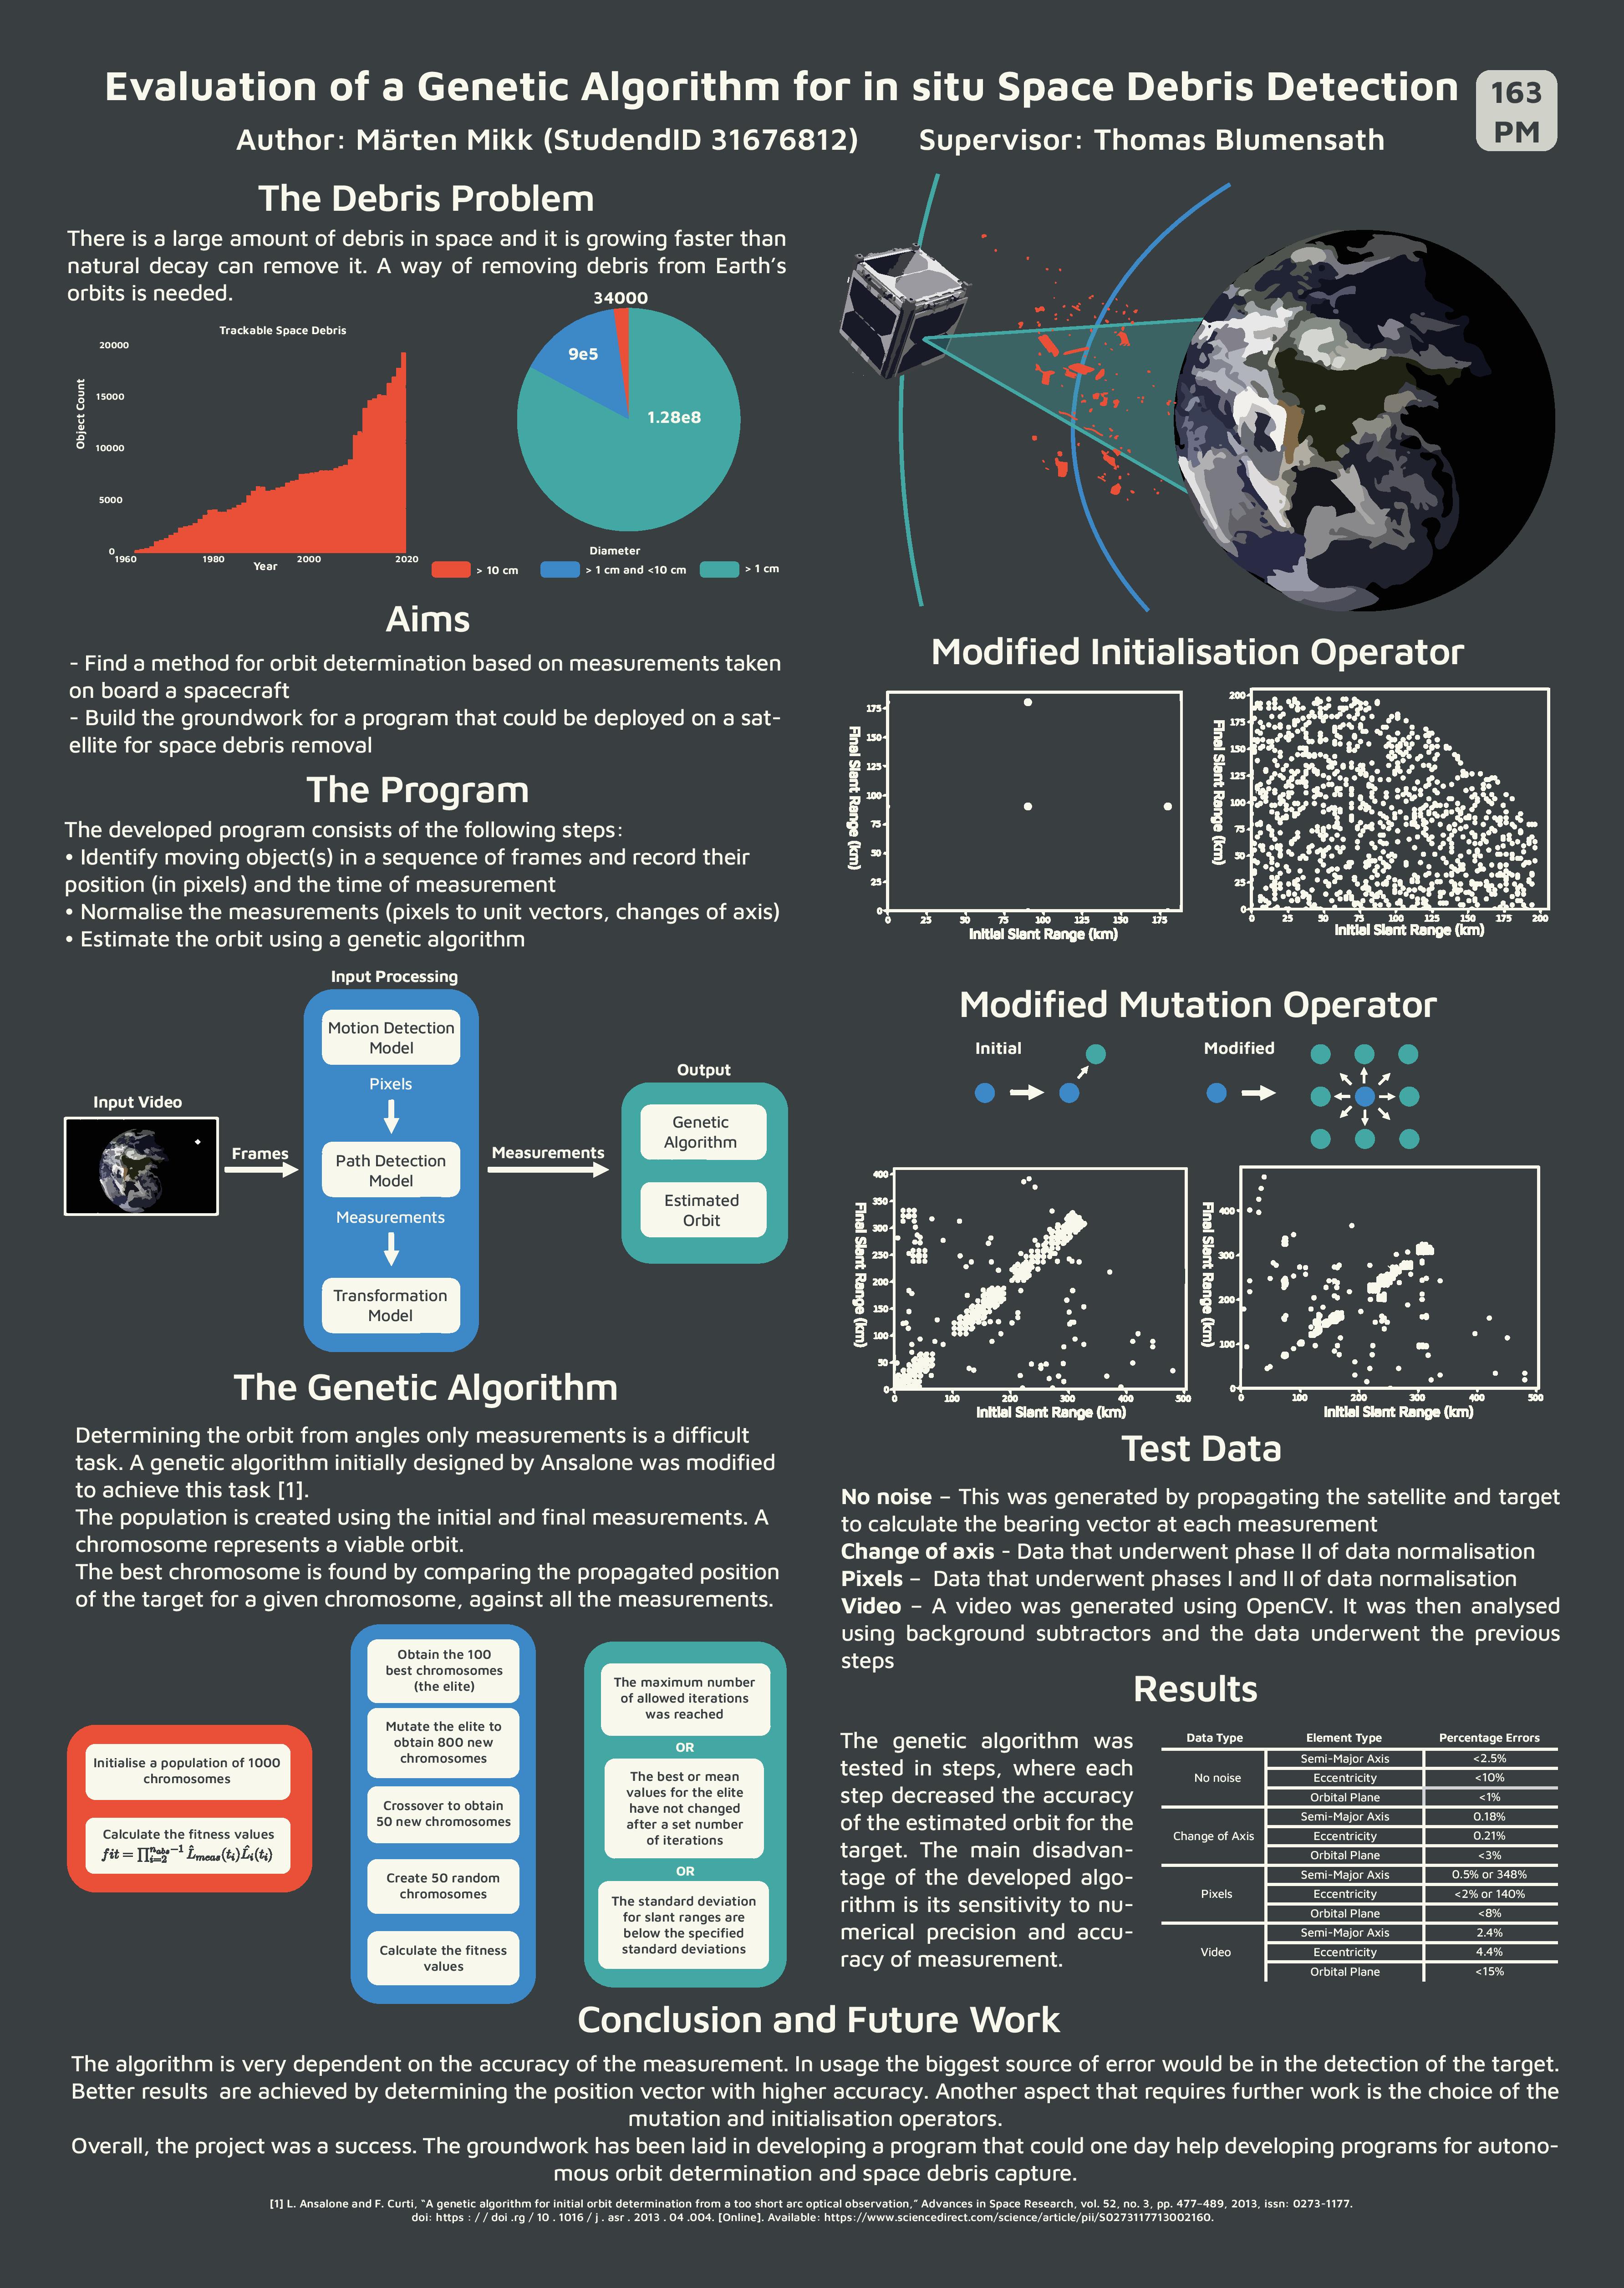 Evaluation of a Genetic Algorithm for in situ Space Debris Detection
163
PM
Author: Märten Mikk (StudendID 31676812)
Supervisor: Thomas Blumensath
The Debris Problem
There is a large amount of debris in space and it is growing faster than
natural decay can remove it. A way of removing debris from Earth's
orbits is needed.
Trackable Space Debris
Object Count
20000
15000
10000
5000
0
1960
1980
2000
2020
Year
34000
9e5
1.28e8
Diameter
> 10 cm
> 1 cm and <10 cm
> 1 cm
Aims
- Find a method for orbit determination based on measurements taken
on board a spacecraft
- Build the groundwork for a program that could be deployed on a sat-
ellite for space debris removal
The Program
The developed program consists of the following steps:
• Identify moving object(s) in a sequence of frames and record their
position (in pixels) and the time of measurement
• Normalise the measurements (pixels to unit vectors, changes of axis)
• Estimate the orbit using a genetic algorithm
Input Video
Frames
Input Processing
Motion Detection
Model
Pixels
Path Detection
Model
Measurements
Transformation
Model
Measurements
Output
Genetic
Algorithm
Estimated
Orbit
The Genetic Algorithm
Determining the orbit from angles only measurements is a difficult
task. A genetic algorithm initially designed by Ansalone was modified
to achieve this task [1].
The population is created using the initial and final measurements. A
chromosome represents a viable orbit.
The best chromosome is found by comparing the propagated position
of the target for a given chromosome, against all the measurements.
Initialise a population of 1000
chromosomes
Calculate the fitness values
fit = ∏_{i=2}^{n_{obs}-1} L̂_{meas}(t_i)L̂_i(t_i)
Obtain the 100
best chromosomes
(the elite)
Mutate the elite to
obtain 800 new
chromosomes
Crossover to obtain
50 new chromosomes
Create 50 random
chromosomes
Calculate the fitness
values
The maximum number
of allowed iterations
was reached
OR
The best or mean
values for the elite
have not changed
after a set number
of iterations
OR
The standard deviation
for slant ranges are
below the specified
standard deviations
Modified Initialisation Operator
Final Slant Range (km)
175
150
125
100
75
50
25
0
0 25 50 75 100 125 150 175
Initial Slant Range (km)
Final Slant Range (km)
200
175
150
125
100
75
50
25
0
0 25 50 75 100 125 150 175 200
Initial Slant Range (km)
Modified Mutation Operator
Initial
Modified
Final Slant Range (km)
400
350
300
250
200
150
100
50
0
0 100 200 300 400 500
Initial Slant Range (km)
Final Slant Range (km)
400
300
200
100
0
0 100 200 300 400 500
Initial Slant Range (km)
Test Data
No noise – This was generated by propagating the satellite and target
to calculate the bearing vector at each measurement
Change of axis - Data that underwent phase II of data normalisation
Pixels – Data that underwent phases I and II of data normalisation
Video – A video was generated using OpenCV. It was then analysed
using background subtractors and the data underwent the previous
steps
Results
The genetic algorithm was
tested in steps, where each
step decreased the accuracy
of the estimated orbit for the
target. The main disadvan-
tage of the developed algo-
rithm is its sensitivity to nu-
merical precision and accu-
racy of measurement.
Data Type Element Type Percentage Errors
No noise
Semi-Major Axis <2.5%
Eccentricity <10%
Orbital Plane <1%
Change of Axis
Semi-Major Axis 0.18%
Eccentricity 0.21%
Orbital Plane <3%
Pixels
Semi-Major Axis 0.5% or 348%
Eccentricity <2% or 140%
Orbital Plane <8%
Video
Semi-Major Axis 2.4%
Eccentricity 4.4%
Orbital Plane <15%
Conclusion and Future Work
The algorithm is very dependent on the accuracy of the measurement. In usage the biggest source of error would be in the detection of the target.
Better results are achieved by determining the position vector with higher accuracy. Another aspect that requires further work is the choice of the
mutation and initialisation operators.
Overall, the project was a success. The groundwork has been laid in developing a program that could one day help developing programs for autono-
mous orbit determination and space debris capture.
[1] L. Ansalone and F. Curti, "A genetic algorithm for initial orbit determination from a too short arc optical observation," Advances in Space Research, vol. 52, no. 3, pp. 477–489, 2013, issn: 0273-1177.
doi: https : / / doi .rg / 10 . 1016 / j . asr . 2013 . 04 .004. [Online]. Available: https://www.sciencedirect.com/science/article/pii/S0273117713002160.